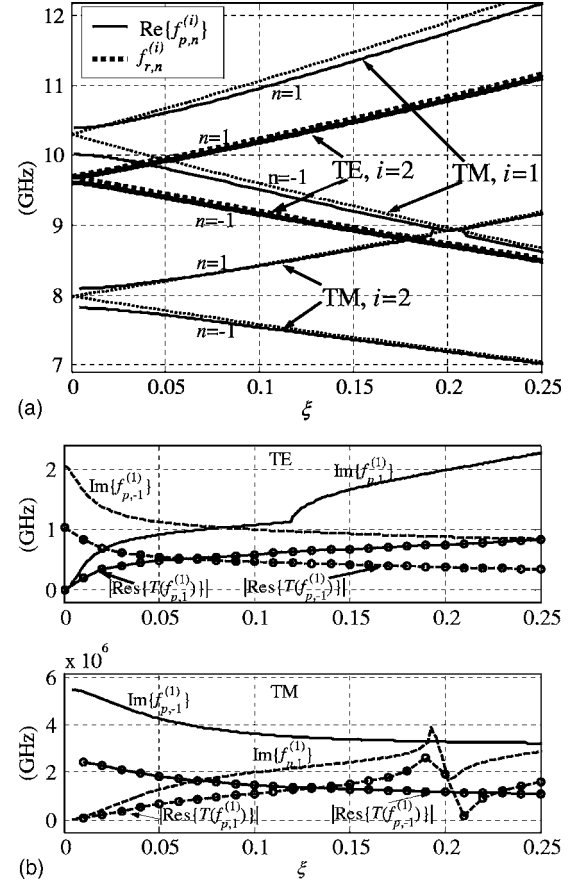 12
11
10
9
8
7
(GHz)
Re{f_{p,n}^{(i)}}
f_{r,n}^{(i)}
n=1
n=1
TE, i=2
n=-1
TM, i=1
n=-1
n=1
TM, i=2
n=-1
0 0.05 0.1 0.15 0.2 0.25
(a)
ξ
TE
Im{f_{p,-1}^{(1)}}
Im{f_{p,1}^{(1)}}
2
1
0
(GHz)
|Res{T(f_{p,1}^{(1)})}|
|Res{T(f_{p,-1}^{(1)})}|
0 0.05 0.1 0.15 0.2 0.25
x 10^6
TM
6
4
2
0
(GHz)
Im{f_{p,-1}^{(1)}}
Im{f_{p,1}^{(1)}}
|Res{T(f_{p,1}^{(1)})}|
|Res{T(f_{p,-1}^{(1)})}|
0 0.05 0.1 0.15 0.2 0.25
(b)
ξ